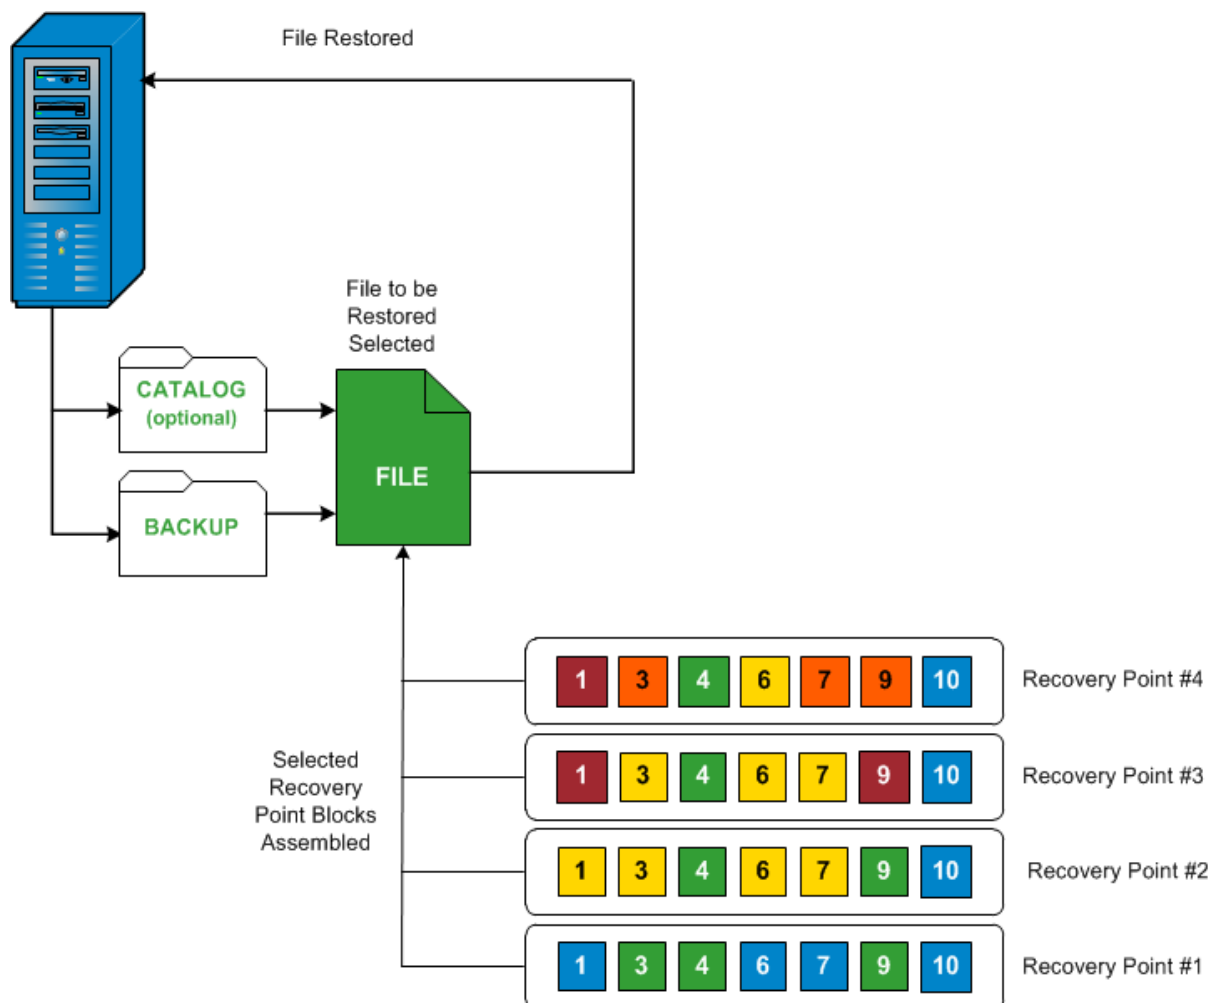 File Restored
File to be
Restored
Selected
CATALOG
(optional)
BACKUP
FILE
Selected
Recovery
Point Blocks
Assembled
1 3 4 6 7 9 10 Recovery Point #4
1 3 4 6 7 9 10 Recovery Point #3
1 3 4 6 7 9 10 Recovery Point #2
1 3 4 6 7 9 10 Recovery Point #1